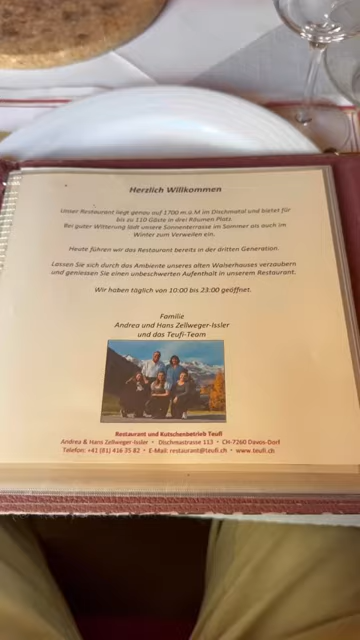 Herzlich Willkommen
Unser Restaurant liegt genau auf 1700 m.ü.M im Dischmatal und bietet für
bis zu 110 Gäste in drei Räumen Platz.
Bei guter Witterung lädt unsere Sonnenterrasse im Sommer als auch im
Winter zum Verweilen ein.
Heute führen wir das Restaurant bereits in der dritten Generation.
Lassen Sie sich durch das Ambiente unseres alten Walserhauses verzaubern
und geniessen Sie einen unbeschwerten Aufenthalt in unserem Restaurant.
Wir haben täglich von 10:00 bis 23:00 geöffnet.
Familie
Andrea und Hans Zellweger-Issler
und das Teufi-Team
Restaurant und Kutschenbetrieb Teufi
Andrea & Hans Zellweger-Issler • Dischmastrasse 113 • CH-7260 Davos-Dorf
Telefon: +41 (81) 416 35 82 • E-Mail: restaurant@teufi.ch • www.teufi.ch